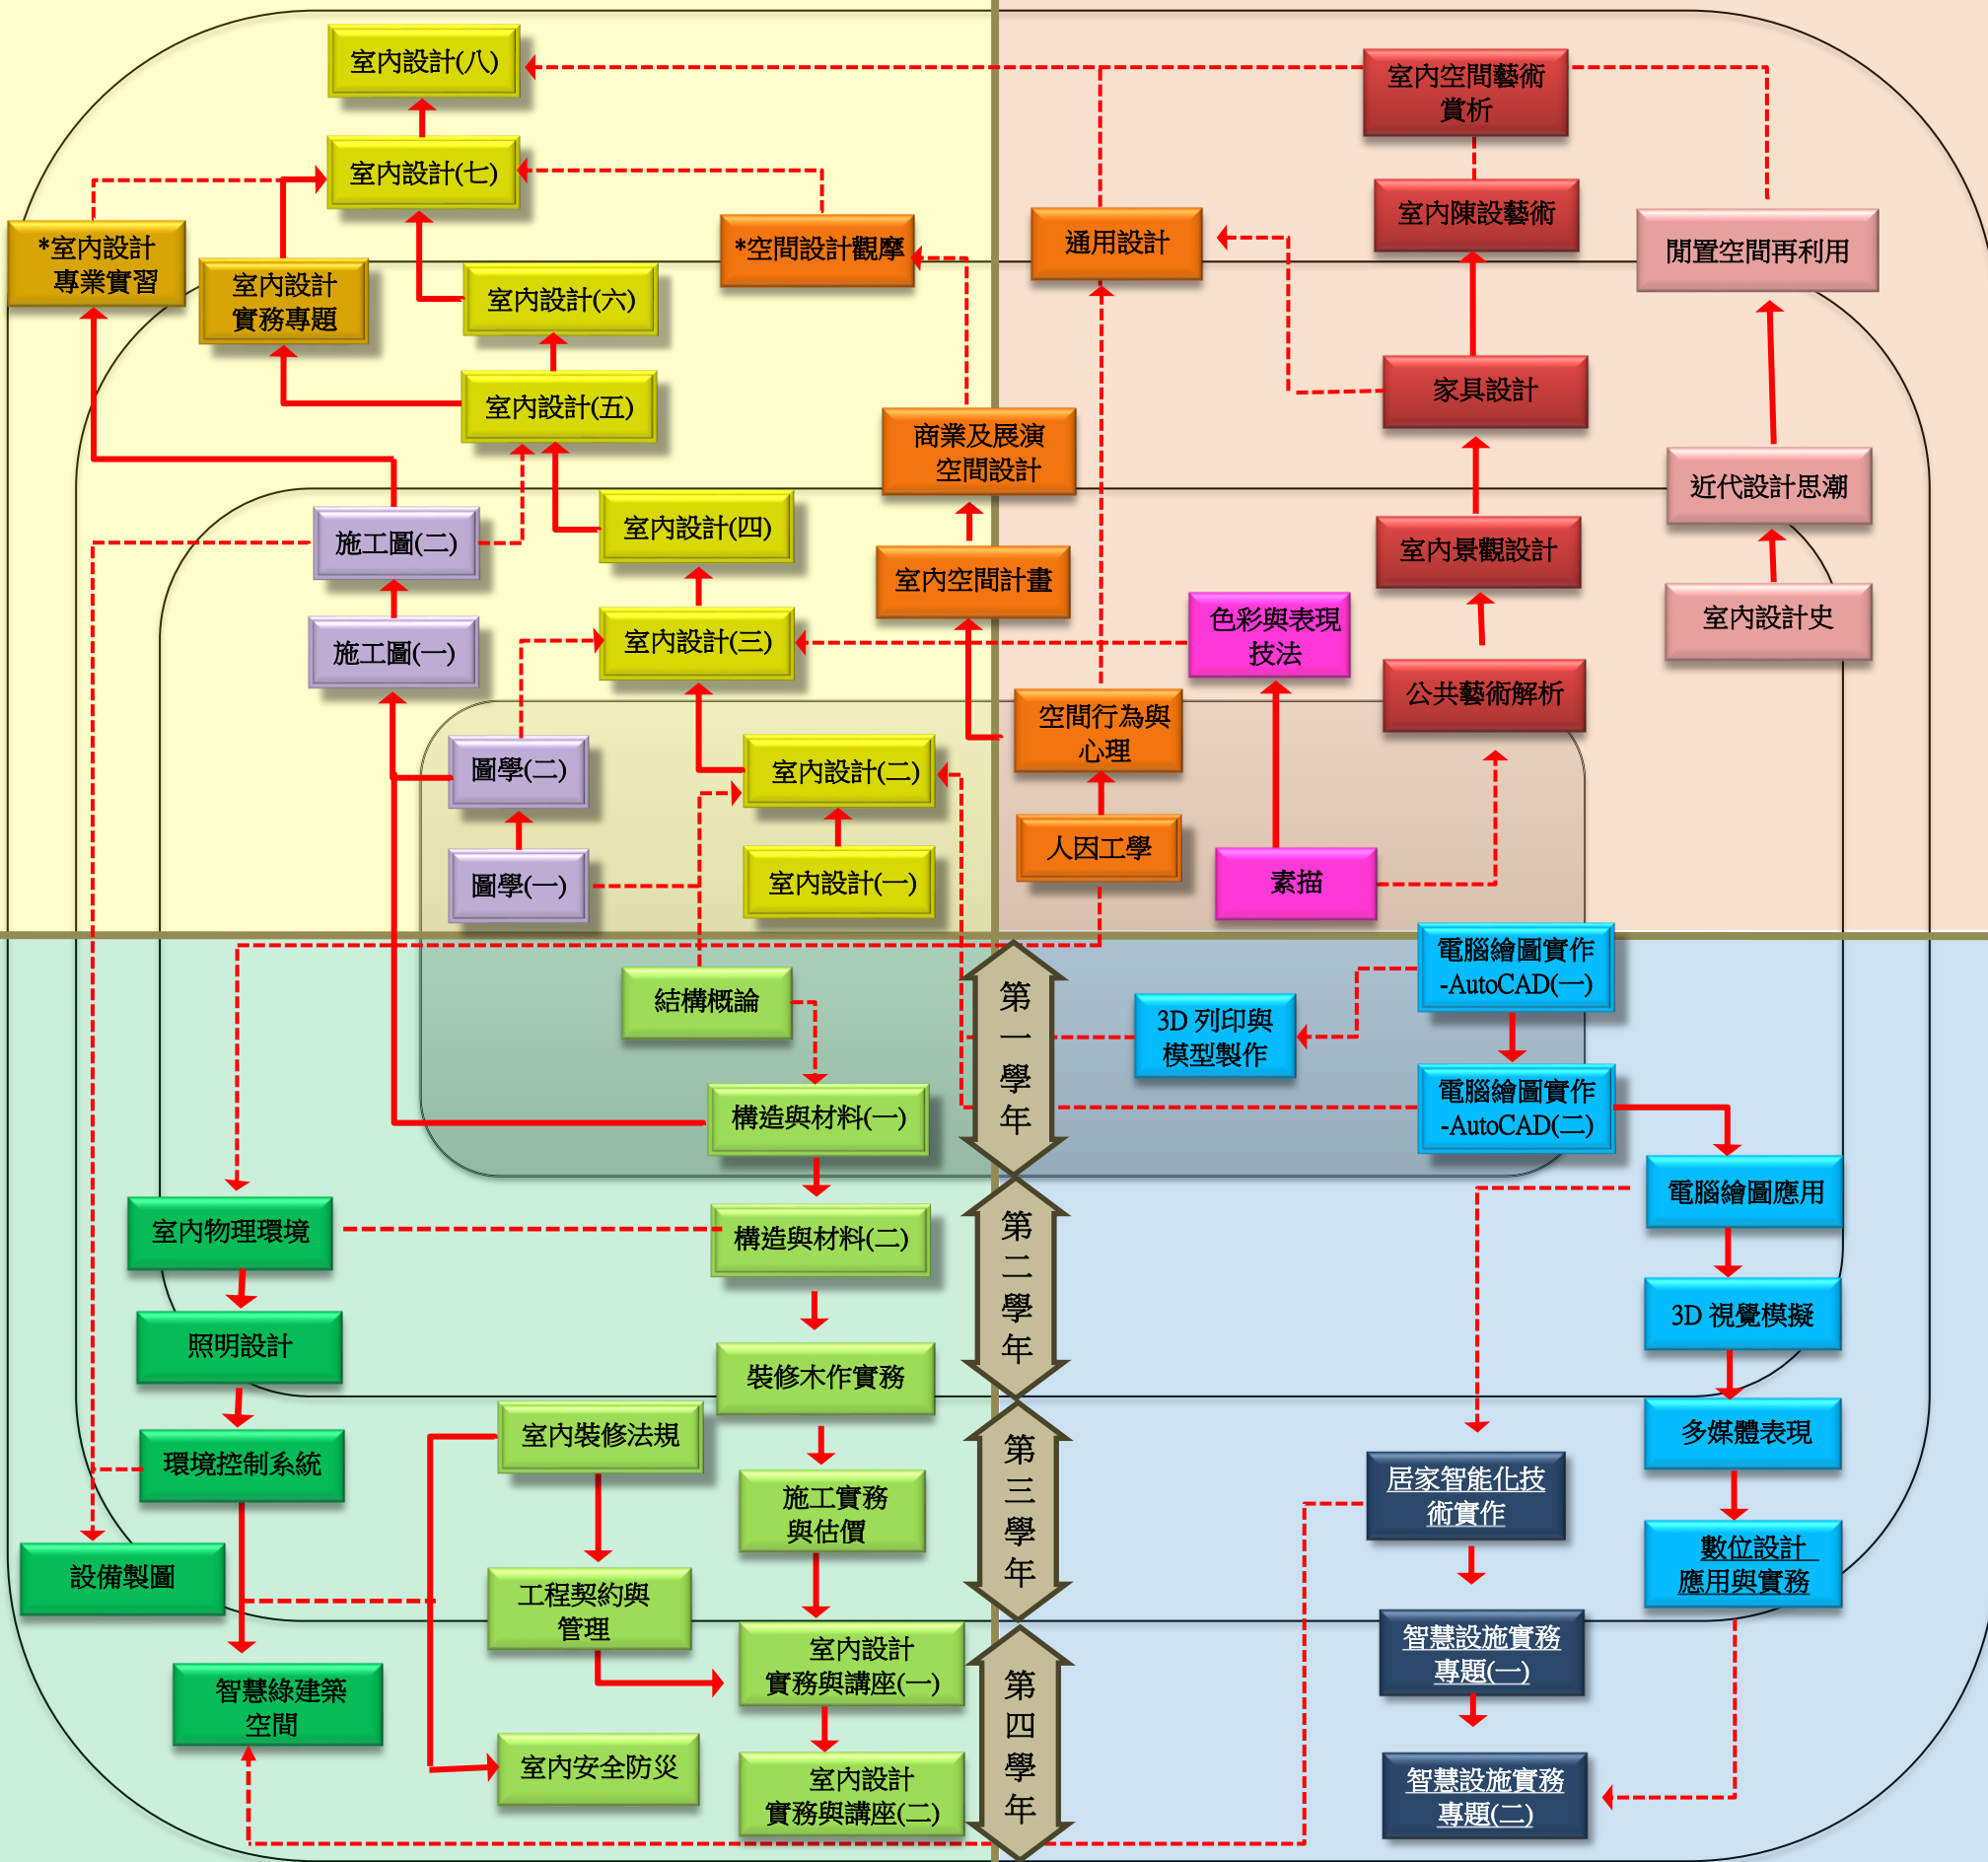 室內設計(八)
室內設計(七)
*室內設計
專業實習
室內設計
實務專題
室內設計(六)
室內設計(五)
*空間設計觀摩
商業及展演
空間設計
施工圖(二)
室內設計(四)
室內空間計畫
施工圖(一)
室內設計(三)
圖學(二)
室內設計(二)
圖學(一)
室內設計(一)
室內空間藝術
賞析
室內陳設藝術
通用設計
閒置空間再利用
家具設計
近代設計思潮
室內景觀設計
色彩與表現
技法
室內設計史
公共藝術解析
空間行為與
心理
人因工學
素描
結構概論
構造與材料(一)
室內物理環境
構造與材料(二)
照明設計
裝修木作實務
室內裝修法規
環境控制系統
施工實務
與估價
設備製圖
工程契約與
管理
室內設計
實務與講座(一)
智慧綠建築
空間
室內安全防災
室內設計
實務與講座(二)
第一學年
第二學年
第三學年
第四學年
電腦繪圖實作
-AutoCAD(一)
3D 列印與
模型製作
電腦繪圖實作
-AutoCAD(二)
電腦繪圖應用
3D 視覺模擬
多媒體表現
居家智能化技
術實作
數位設計
應用與實務
智慧設施實務
專題(一)
智慧設施實務
專題(二)